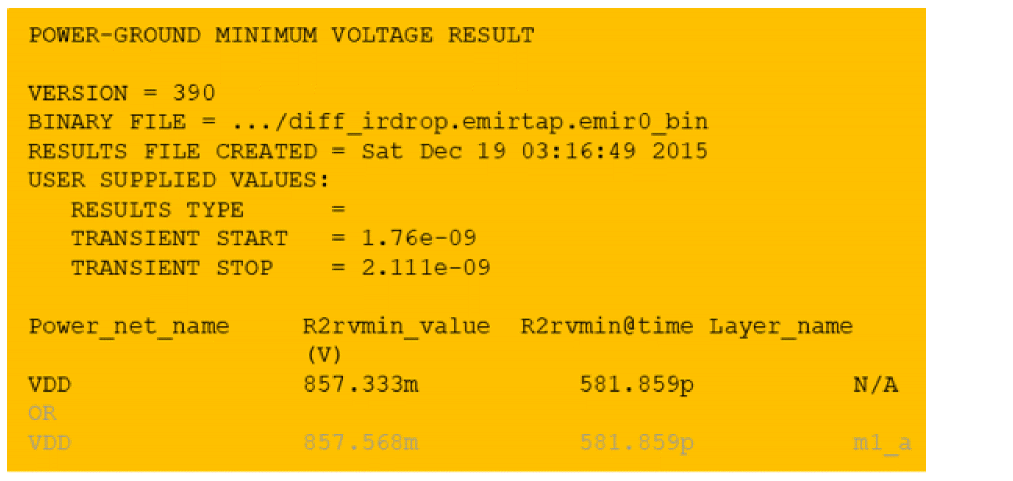 POWER-GROUND MINIMUM VOLTAGE RESULT
VERSION = 390
BINARY FILE = .../diff_irdrop.emirtap.emir0_bin
RESULTS FILE CREATED = Sat Dec 19 03:16:49 2015
USER SUPPLIED VALUES:
RESULTS TYPE =
TRANSIENT START = 1.76e-09
TRANSIENT STOP = 2.111e-09
Power_net_name R2rvmin_value R2rvmin@time Layer_name
(V)
VDD 857.333m 581.859p N/A
OR
VDD 857.568m 581.859p m1_a